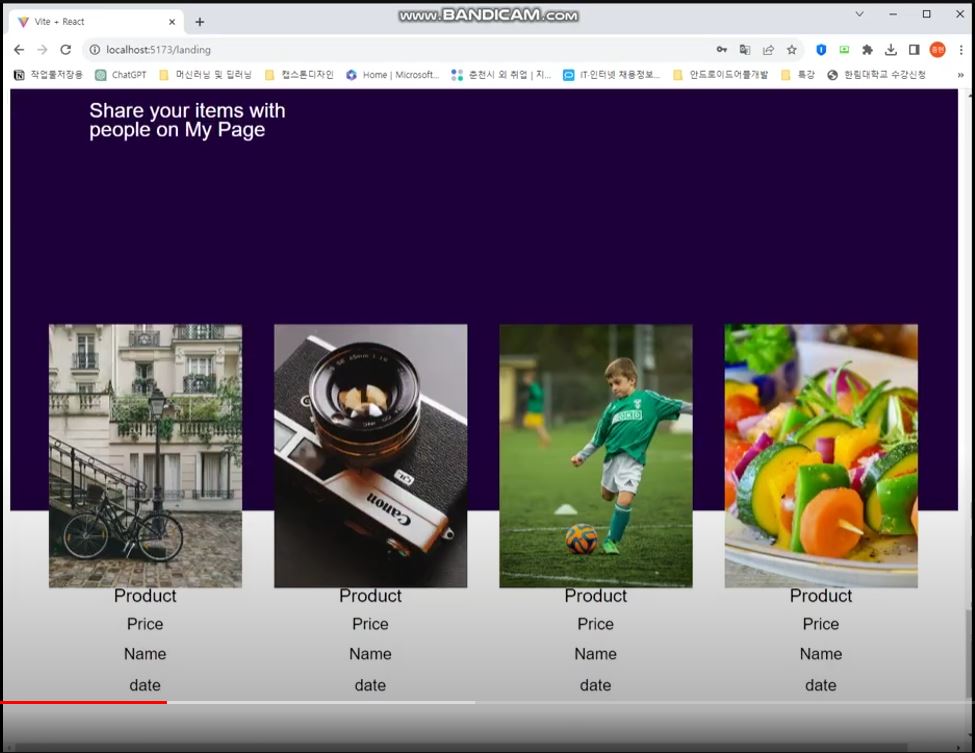 www.BANDICAM.com
Vite + React
localhost:5173/landing
작업물저장용 ChatGPT 머신러닝 및 딥러닝 캡스톤디자인 Home | Microsoft... 춘천시 외 취업 | 지... IT·인터넷 채용정보... 안드로이드어플개발 특강 한림대학교 수강신청 »
Share your items with
people on My Page
Canon
Product Product Product Product
Price Price Price Price
Name Name Name Name
date date date date